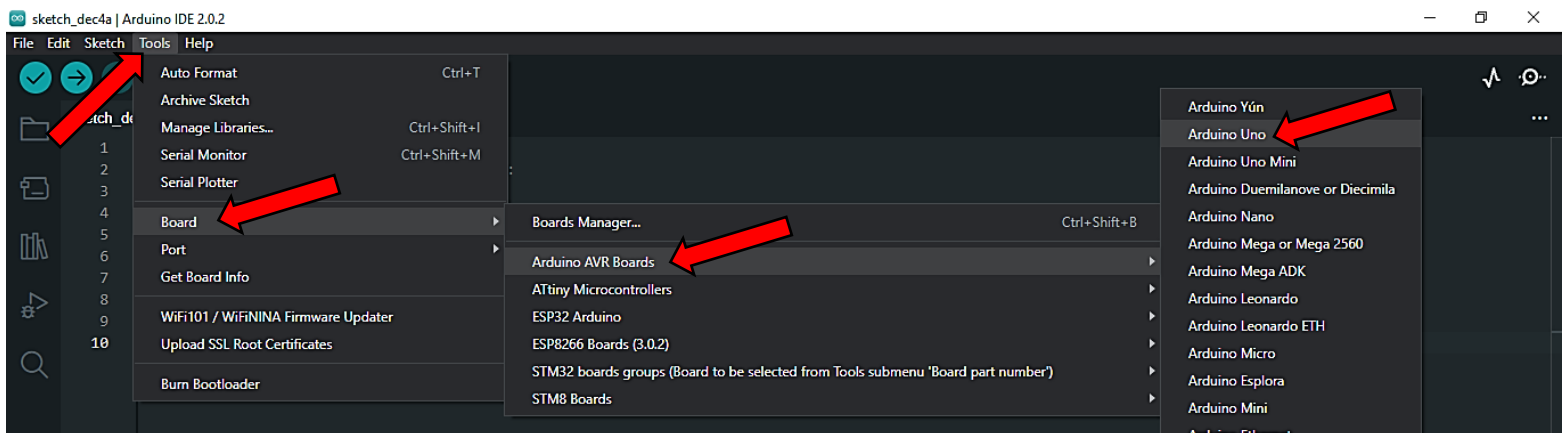 sketch_dec4a | Arduino IDE 2.0.2
File Edit Sketch Tools Help
Auto Format Ctrl+T
Archive Sketch
Manage Libraries... Ctrl+Shift+I
Serial Monitor Ctrl+Shift+M
Serial Plotter
Board
Port
Get Board Info
WiFi101 / WiFiNINA Firmware Updater
Upload SSL Root Certificates
Burn Bootloader
1
2
3
4
5
6
7
8
9
10
Boards Manager... Ctrl+Shift+B
Arduino AVR Boards
ATtiny Microcontrollers
ESP32 Arduino
ESP8266 Boards (3.0.2)
STM32 boards groups (Board to be selected from Tools submenu 'Board part number')
STM8 Boards
Arduino Yún
Arduino Uno
Arduino Uno Mini
Arduino Duemilanove or Diecimila
Arduino Nano
Arduino Mega or Mega 2560
Arduino Mega ADK
Arduino Leonardo
Arduino Leonardo ETH
Arduino Micro
Arduino Esplora
Arduino Mini